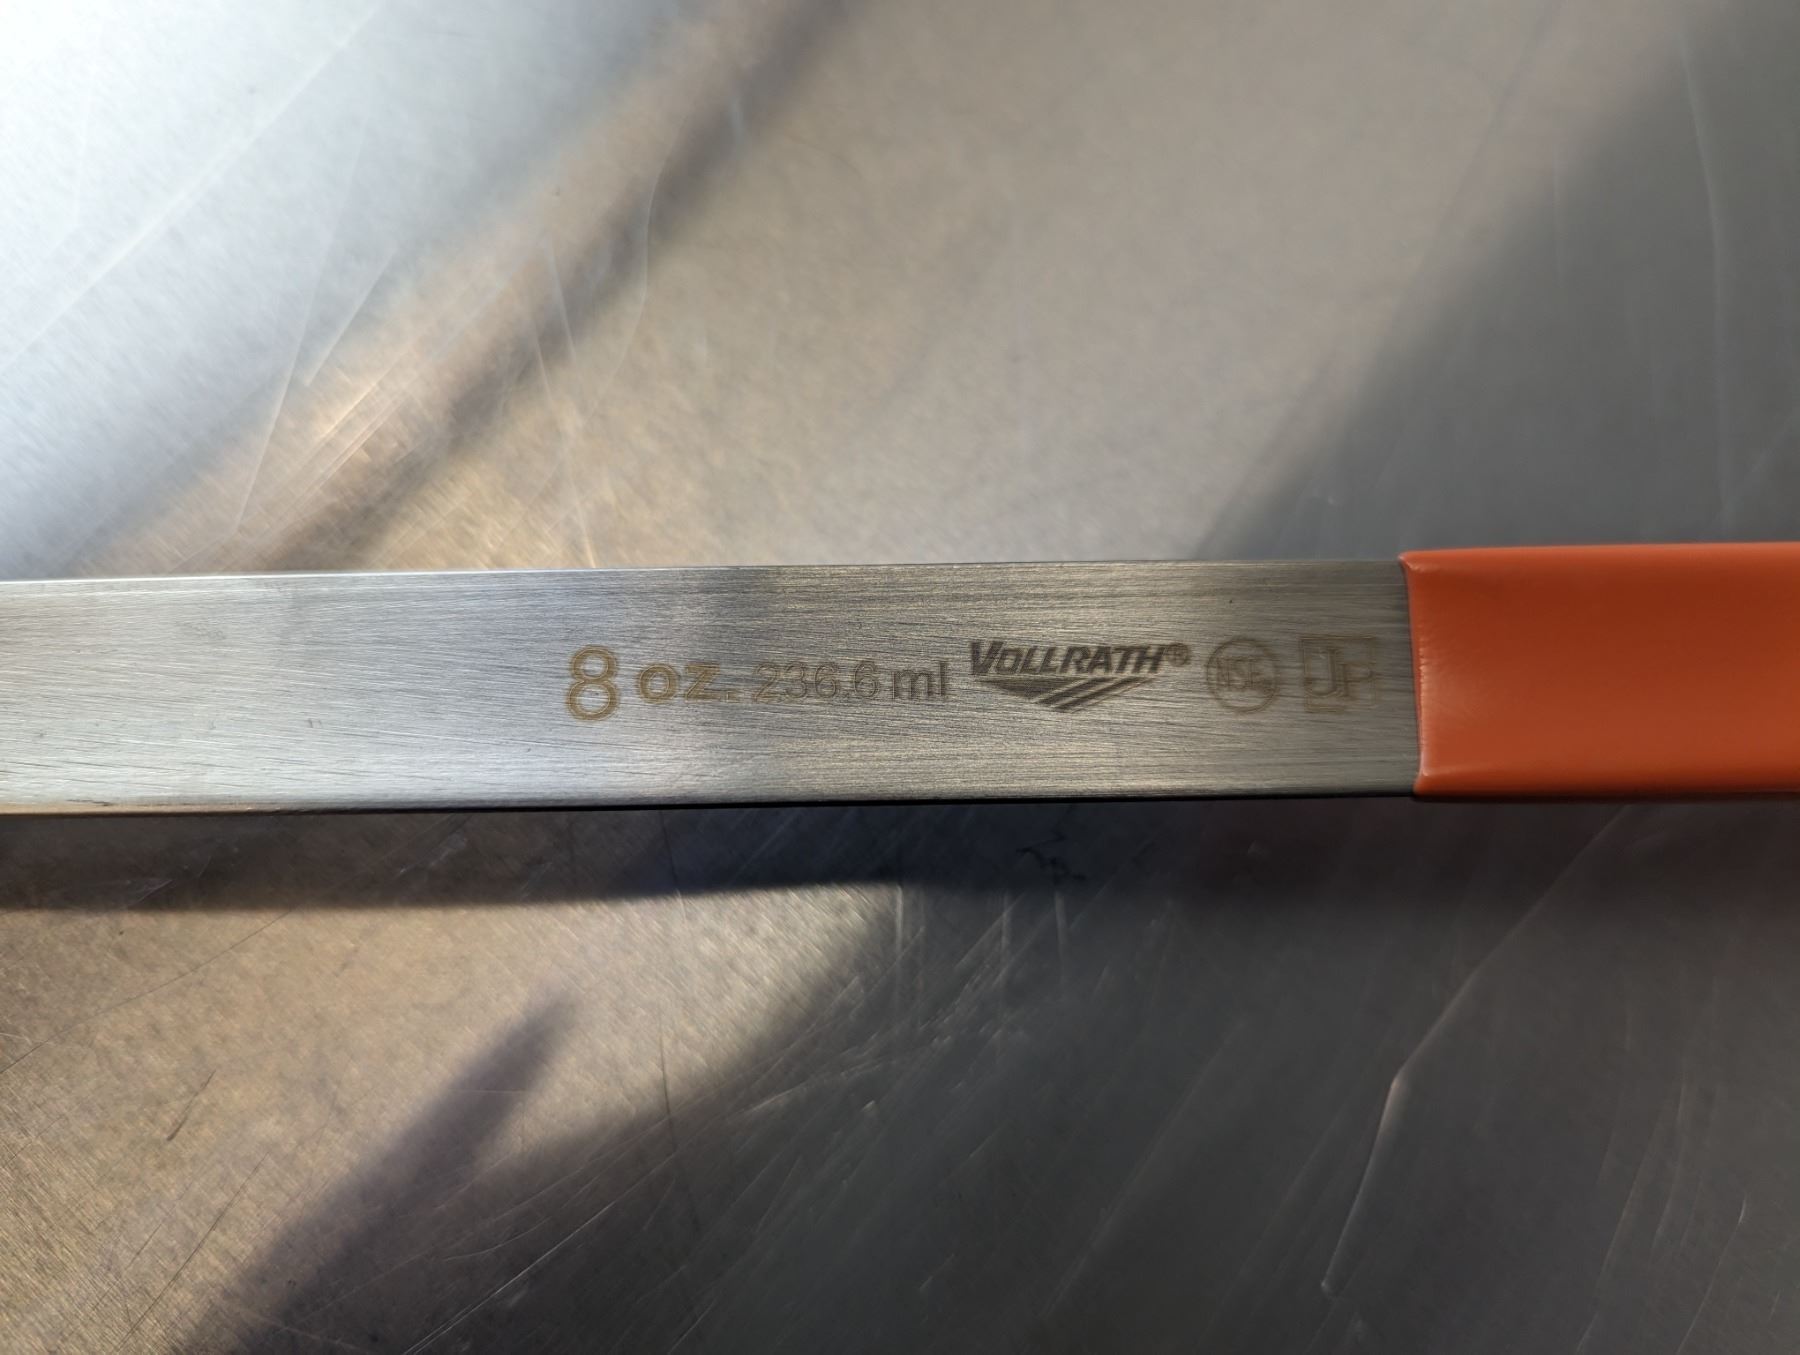 8 oz. 236.6 ml VOLLRATH® NSF